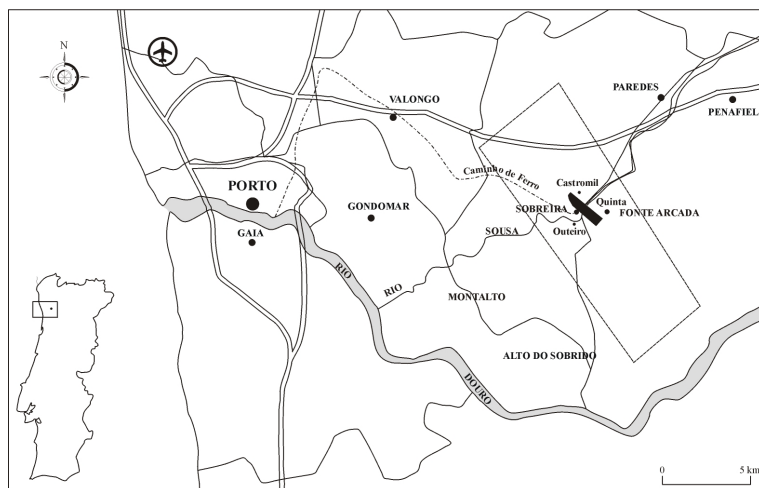 N
VALONGO
PAREDES
PENAFIEL
Caminho de Ferro
Castromil
PORTO
GONDOMAR
SOBREIRA
Quinta
FONTE ARCADA
GAIA
SOUSA
Outeiro
RIO
RIO
MONTALTO
ALTO DO SOBRIDO
DOURO
0
5 km